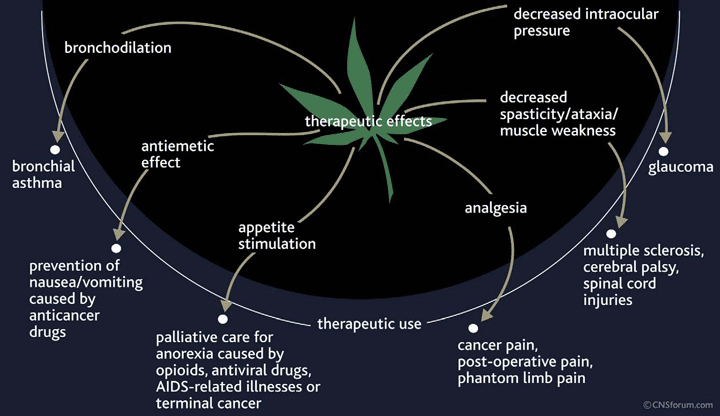 decreased intraocular
pressure
bronchodilation
decreased
spasticity/ataxia/
muscle weakness
therapeutic effects
antiemetic
effect
bronchial
asthma
glaucoma
analgesia
appetite
stimulation
multiple sclerosis,
cerebral palsy,
spinal cord
injuries
prevention of
nausea/vomiting
caused by
anticancer
drugs
therapeutic use
palliative care for
anorexia caused by
opioids, antiviral drugs,
AIDS-related illnesses or
terminal cancer
cancer pain,
post-operative pain,
phantom limb pain
© CNSforum.com